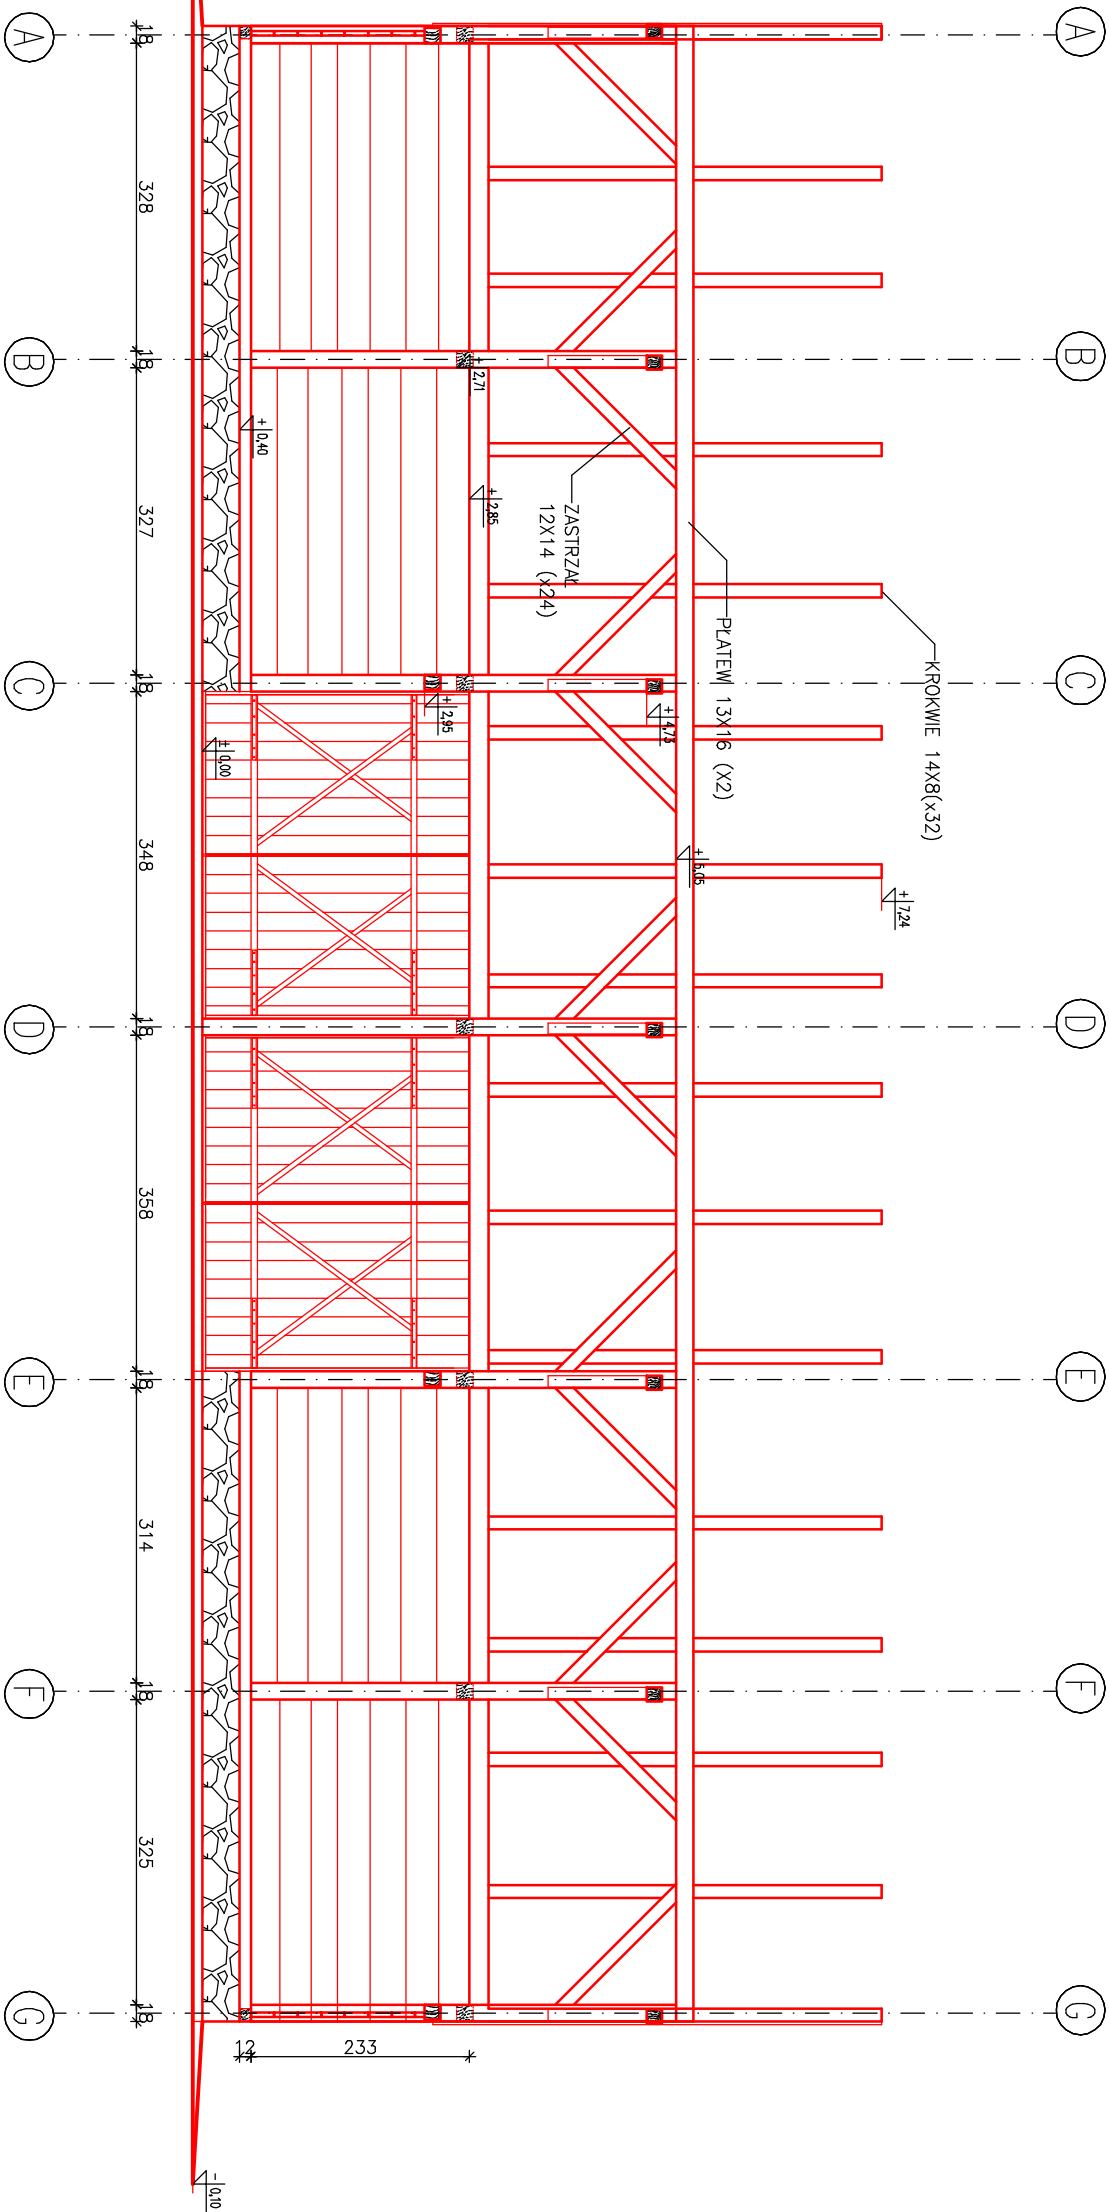 A
B
C
D
E
F
G
KROKWIE 14X8(x32)
+7,24
PŁATEW 13X16 (X2)
+5,05
+4,73
ZASTRZAŁ
12X14 (x24)
+2,85
+2,71
+2,95
+0,40
±0,00
18
328
18
327
18
348
18
358
18
314
18
325
18
12
233
-0,10
A
B
C
D
E
F
G